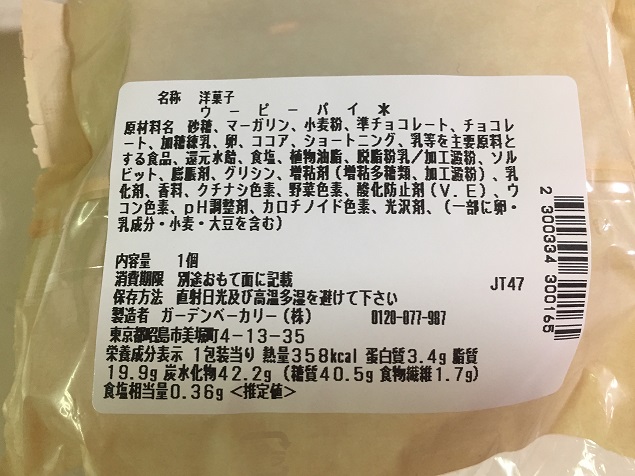 名称 洋菓子
ウーピーパイ水
原材料名 砂糖、マーガリン、小麦粉、準チョコレート、チョコレ
ート、加糖練乳、卵、ココア、ショートニング、乳等を主要原料と
する食品、還元水飴、食塩、植物油脂、脱脂粉乳/加工澱粉、ソル
ビット、膨脹剤、グリシン、増粘剤(増粘多糖類、加工澱粉)、乳
化剤、香料、クチナシ色素、野菜色素、酸化防止剤(V.E)、ウ
コン色素、pH調整剤、カロチノイド色素、光沢剤、(一部に卵・
乳成分・小麦・大豆を含む)
内容量 1個
消費期限 別途おもて面に記載
JT47
保存方法 直射日光及び高温多湿を避けて下さい
製造者 ガーデンベーカリー(株) 0120-077-987
東京都昭島市美堀町4-13-35
栄養成分表示 1包装当り 熱量358kcal 蛋白質3.4g 脂質
19.9g 炭水化物42.2g (糖質40.5g 食物繊維1.7g)
食塩相当量0.36g <推定値>
2 300334 300165